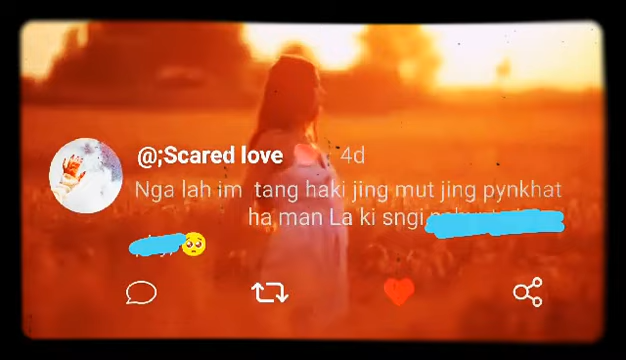 @;Scared love 4d
Nga lah im tang haki jing mut jing pynkhat
ha man La ki sngi
🥺